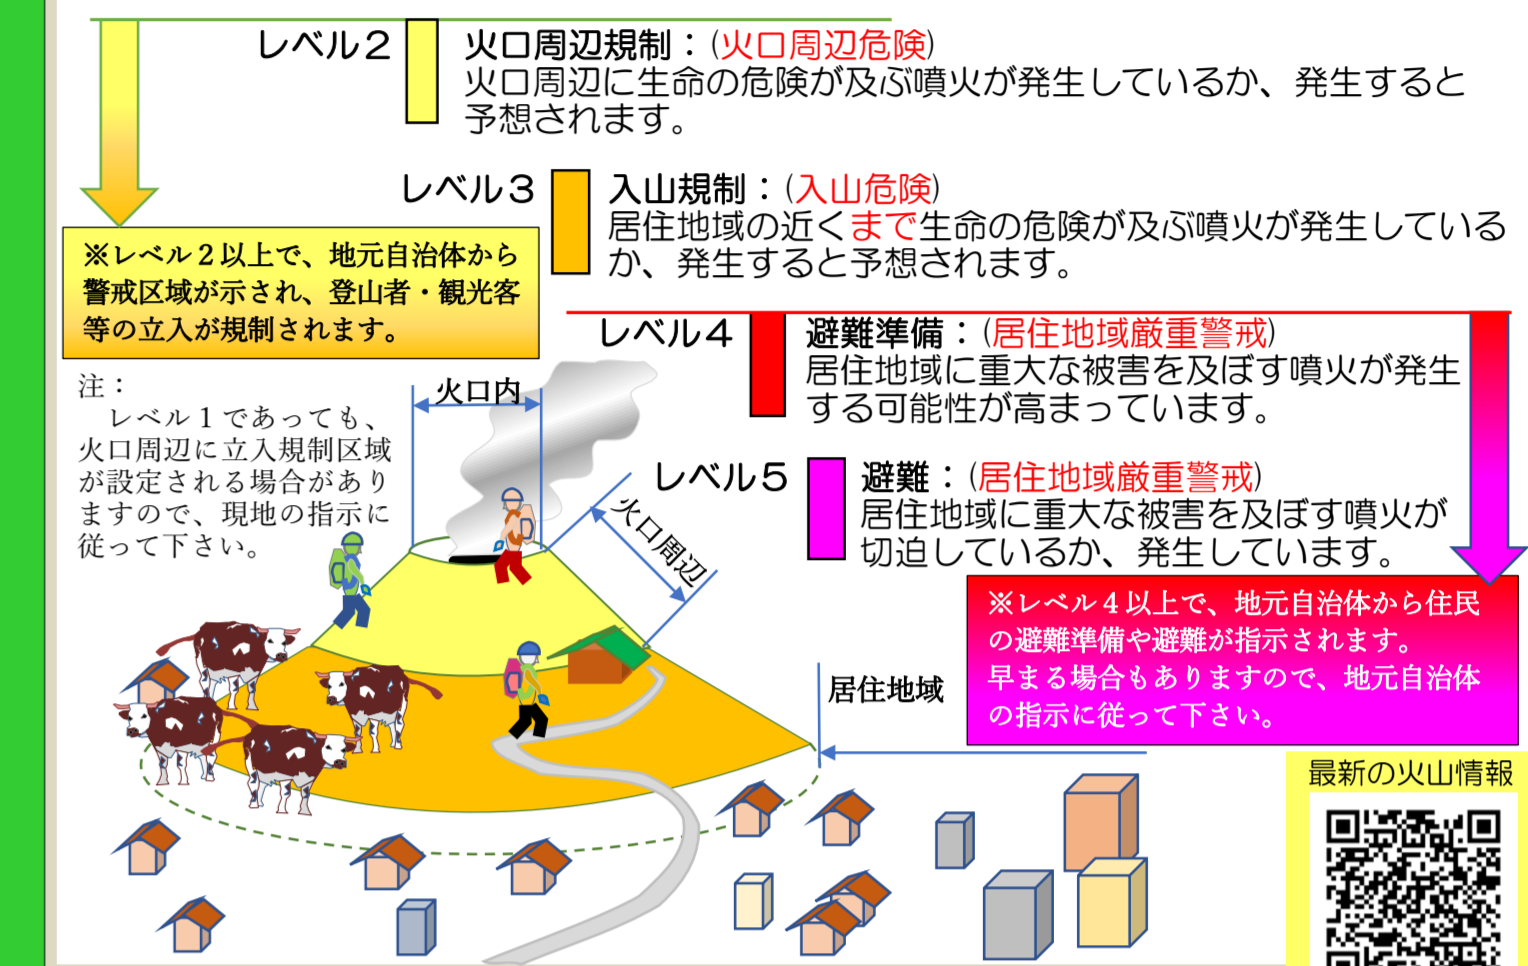 レベル2
火口周辺規制：(火口周辺危険)
火口周辺に生命の危険が及ぶ噴火が発生しているか、発生すると
予想されます。
レベル3
入山規制：(入山危険)
居住地域の近くまで生命の危険が及ぶ噴火が発生している
か、発生すると予想されます。
※レベル２以上で、地元自治体から
警戒区域が示され、登山者・観光客
等の立入が規制されます。
レベル4
避難準備：(居住地域厳重警戒)
居住地域に重大な被害を及ぼす噴火が発生
する可能性が高まっています。
レベル5
避難：(居住地域厳重警戒)
居住地域に重大な被害を及ぼす噴火が
切迫しているか、発生しています。
※レベル４以上で、地元自治体から住民
の避難準備や避難が指示されます。
早まる場合もありますので、地元自治体
の指示に従って下さい。
注：
レベル１であっても、
火口周辺に立入規制区域
が設定される場合があり
ますので、現地の指示に
従って下さい。
火口内
火口周辺
居住地域
最新の火山情報